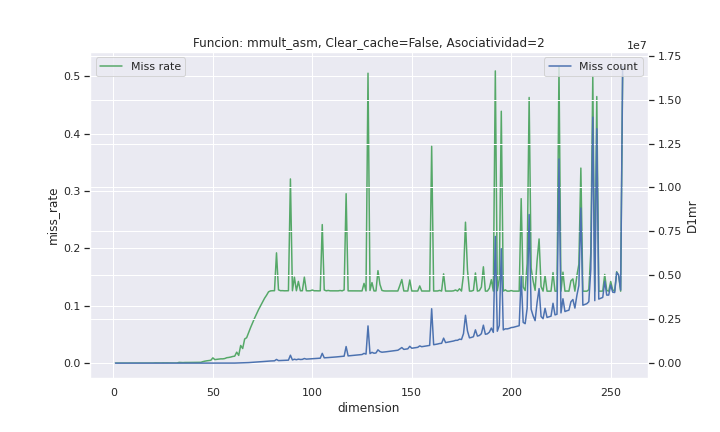 Funcion: mmult_asm, Clear_cache=False, Asociatividad=2
1e7
Miss rate
Miss count
0.5
0.4
0.3
0.2
0.1
0.0
miss_rate
1.75
1.50
1.25
1.00
0.75
0.50
0.25
0.00
D1mr
0 50 100 150 200 250
dimension